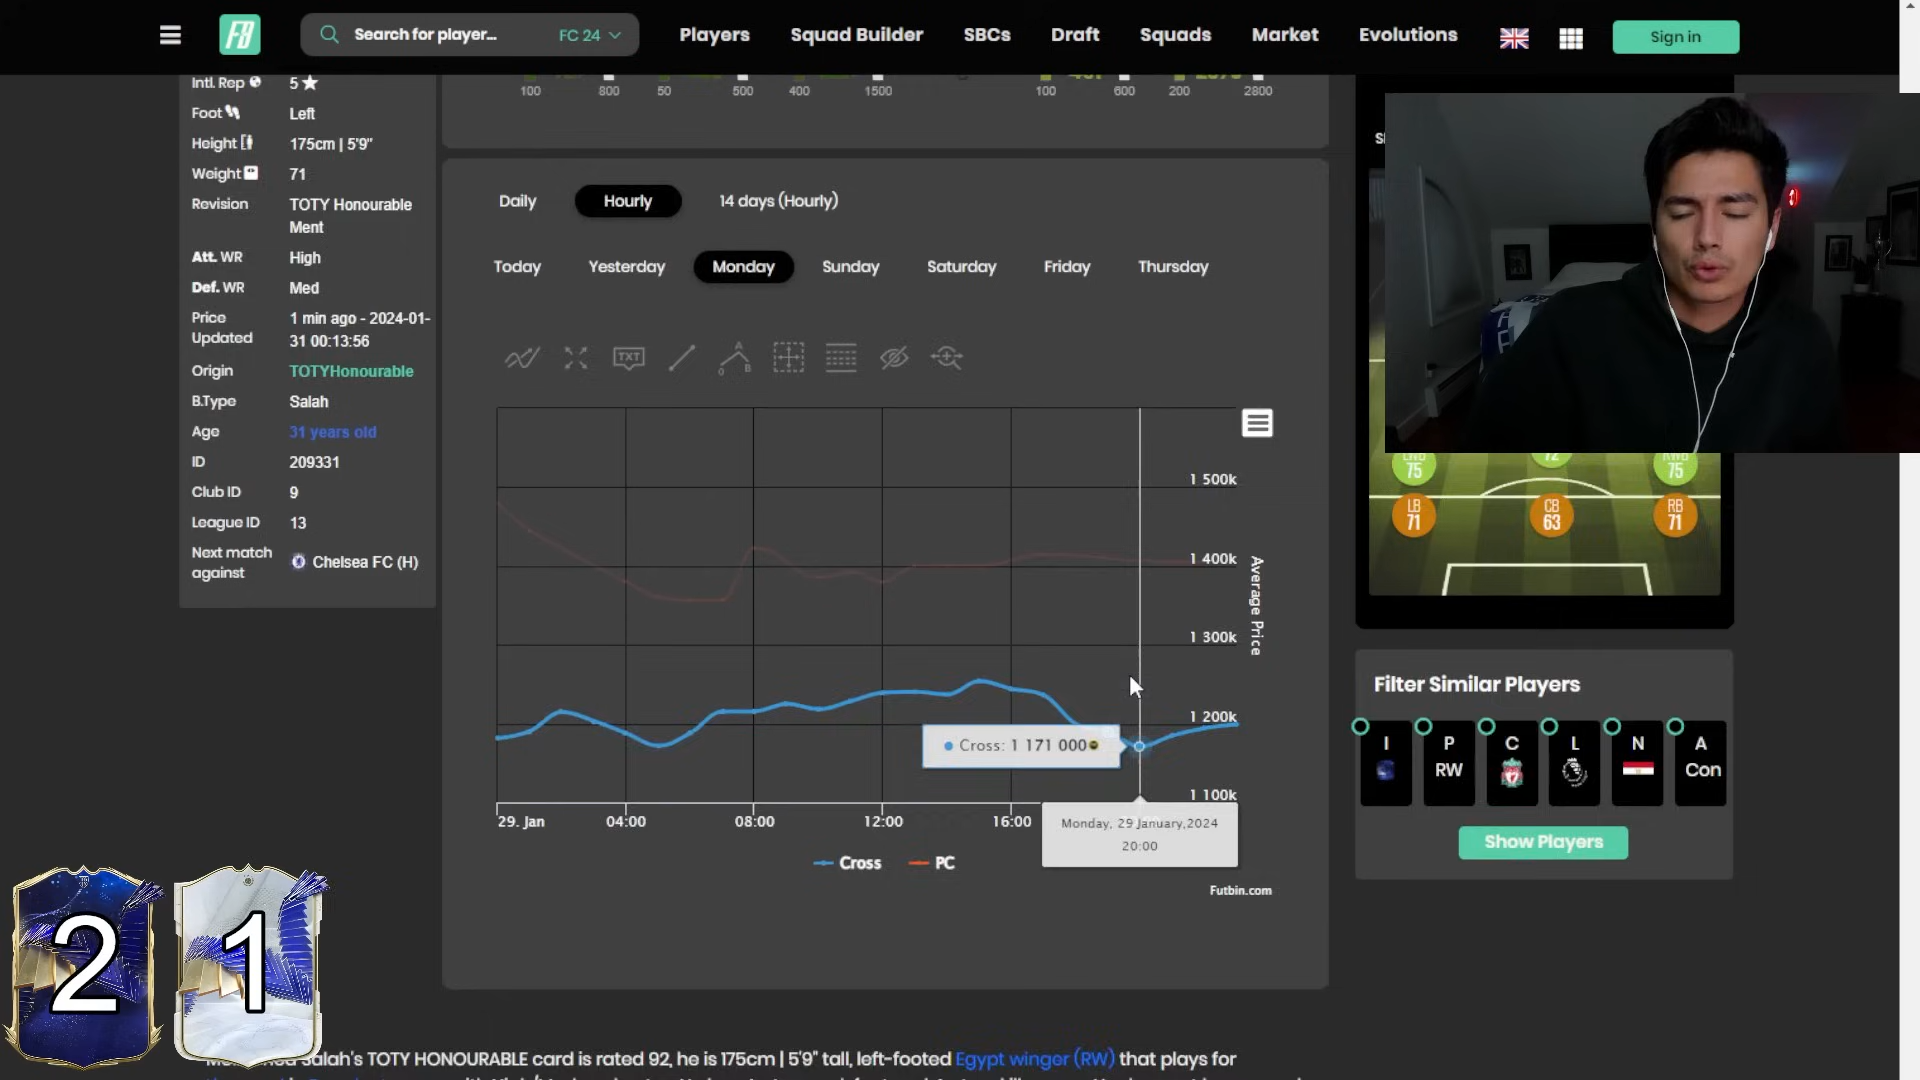 Search for player...
FC 24
Players
Squad Builder
SBCs
Draft
Squads
Market
Evolutions
Sign in
Intl. Rep
5
Foot
Left
Height
175cm | 5'9"
Weight
71
Revision
TOTY Honourable
Ment
Att. WR
High
Def. WR
Med
Price
Updated
1 min ago - 2024-01-
31 00:13:56
Origin
TOTYHonourable
B.Type
Salah
Age
31 years old
ID
209331
Club ID
9
League ID
13
Next match
against
Chelsea FC (H)
100
800
50
500
400
1500
100
600
200
2800
Daily
Hourly
14 days (Hourly)
Today
Yesterday
Monday
Sunday
Saturday
Friday
Thursday
TXT
A
0
B
1 500k
1 400k
1 300k
1 200k
1 100k
Average Price
Cross: 1 171 000
29. Jan
04:00
08:00
12:00
16:00
Monday, 29 January,2024
20:00
Cross
PC
Futbin.com
75
72
75
LB
71
CB
63
RB
71
Filter Similar Players
I
P
RW
C
L
N
A
Con
Show Players
2
1
Salah's TOTY HONOURABLE card is rated 92, he is 175cm | 5'9" tall, left-footed Egypt winger (RW) that plays for